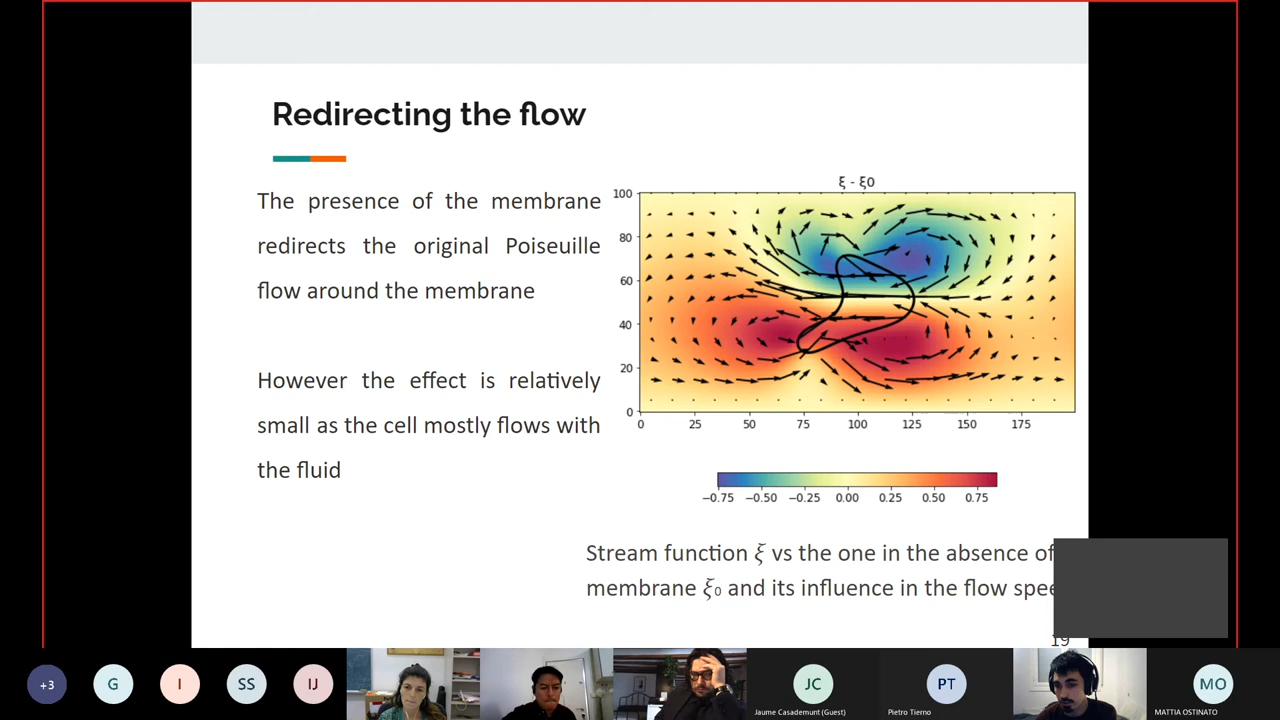 Redirecting the flow
The presence of the membrane
redirects the original Poiseuille
flow around the membrane
However the effect is relatively
small as the cell mostly flows with
the fluid
ξ - ξ0
100
80
60
40
20
0
0 25 50 75 100 125 150 175
−0.75 −0.50 −0.25 0.00 0.25 0.50 0.75
Stream function ξ vs the one in the absence of
membrane ξ₀ and its influence in the flow
19
+3 G I SS IJ JC PT MO
Jaume Casademunt (Guest) Pietro Tierno MATTIA OSTINATO